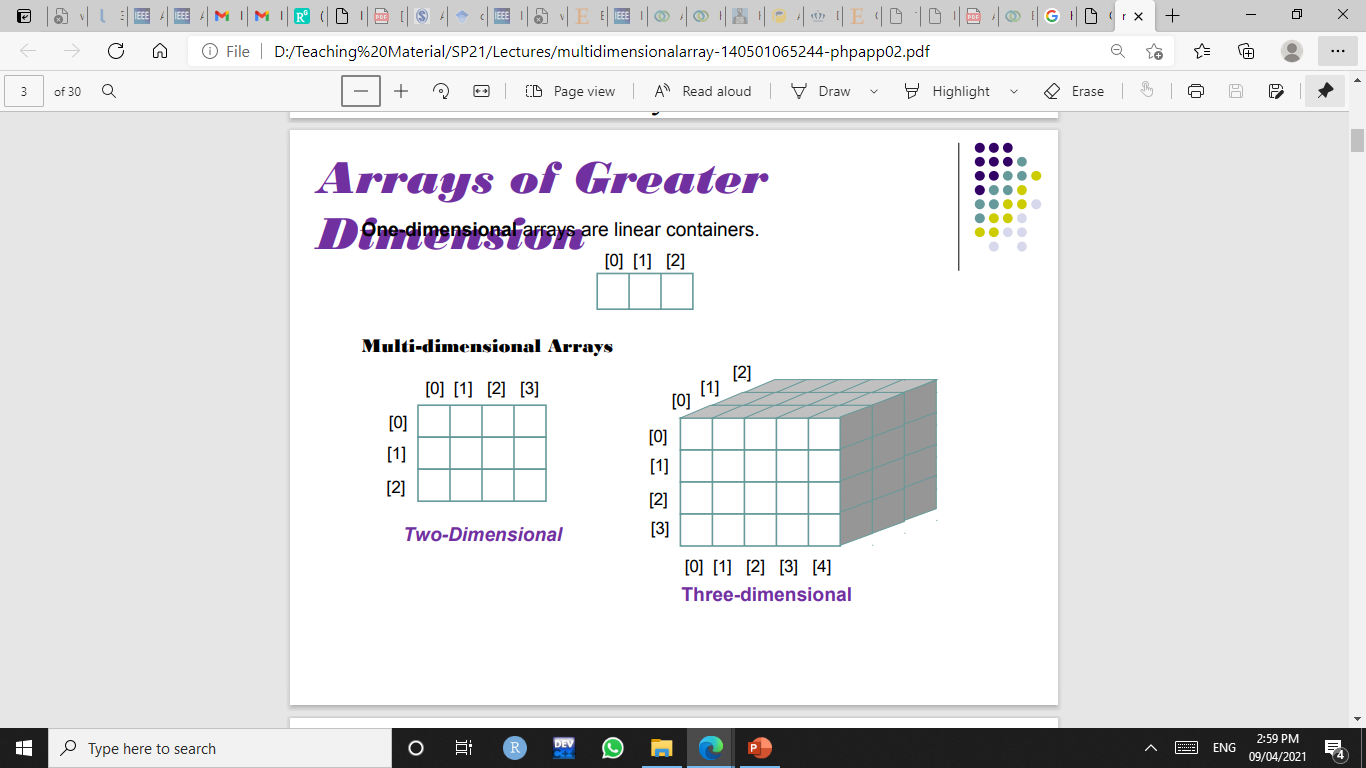 File D:/Teaching%20Material/SP21/Lectures/multidimensionalarray-140501065244-phpapp02.pdf
3 of 30 Page view Read aloud Draw Highlight Erase
Arrays of Greater
Dimension
One-dimensional arrays are linear containers.
[0] [1] [2]
Multi-dimensional Arrays
[0] [1] [2] [3]
[0]
[1]
[2]
Two-Dimensional
[2]
[1]
[0]
[0]
[1]
[2]
[3]
[0] [1] [2] [3] [4]
Three-dimensional
Type here to search
DEV
ENG
2:59 PM
09/04/2021
4